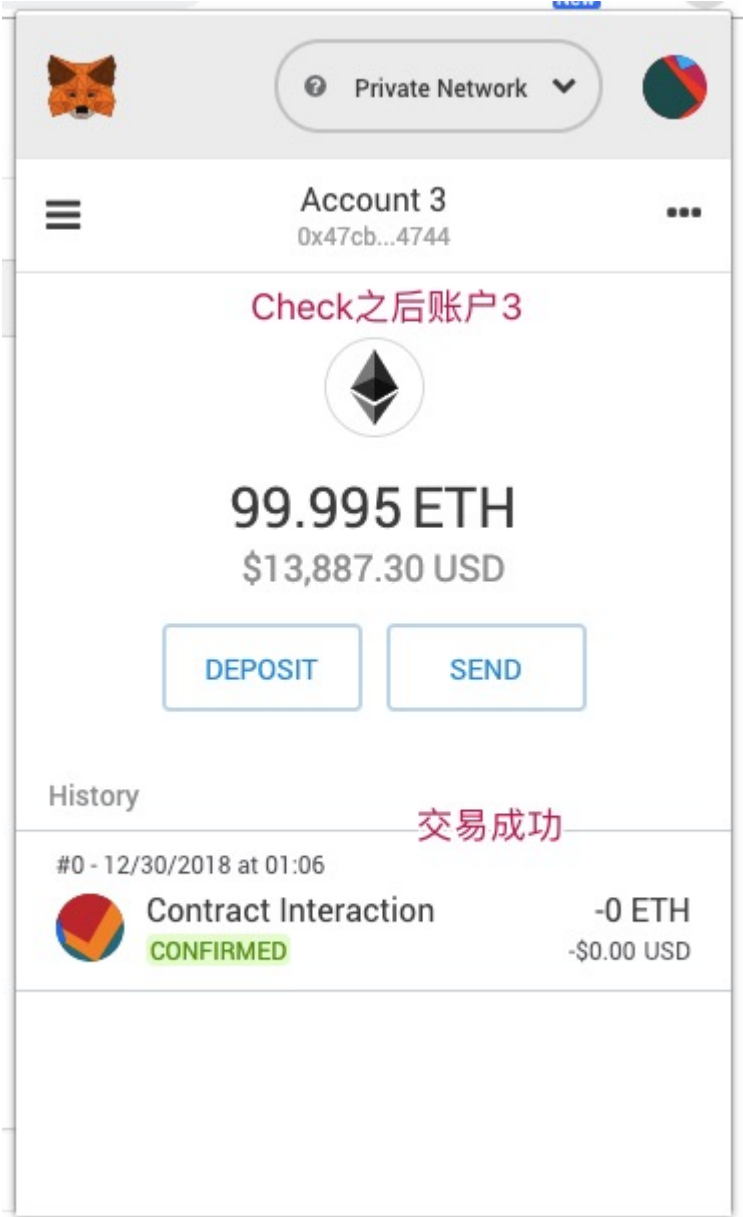 New
Private Network
Account 3
0x47cb...4744
Check之后账户3
99.995 ETH
$13,887.30 USD
DEPOSIT
SEND
History
交易成功
#0 - 12/30/2018 at 01:06
Contract Interaction
-0 ETH
CONFIRMED
-$0.00 USD